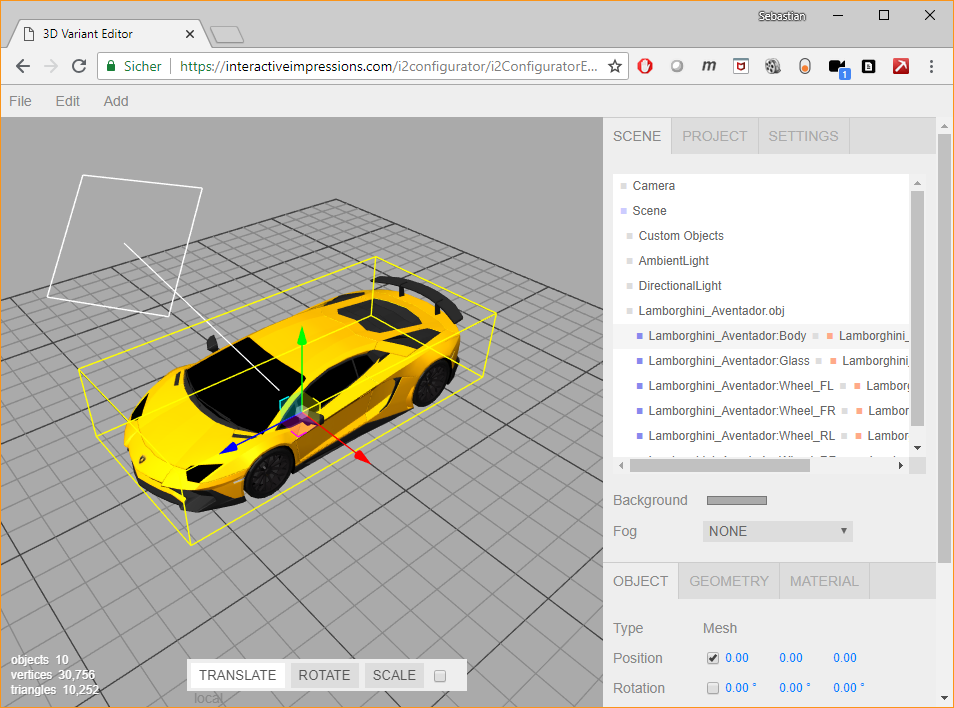 Sebastian
3D Variant Editor
Sicher https://interactiveimpressions.com/i2configurator/i2ConfiguratorE...
m
1
File Edit Add
SCENE PROJECT SETTINGS
Camera
Scene
Custom Objects
AmbientLight
DirectionalLight
Lamborghini_Aventador.obj
Lamborghini_Aventador:Body Lamborghini_
Lamborghini_Aventador:Glass Lamborghini
Lamborghini_Aventador:Wheel_FL Lamborg
Lamborghini_Aventador:Wheel_FR Lambor
Lamborghini_Aventador:Wheel_RL Lambor
Background
Fog NONE
OBJECT GEOMETRY MATERIAL
Type Mesh
Position 0.00 0.00 0.00
Rotation 0.00 ° 0.00 ° 0.00 °
objects 10
vertices 30,756
triangles 10,252
TRANSLATE ROTATE SCALE
local